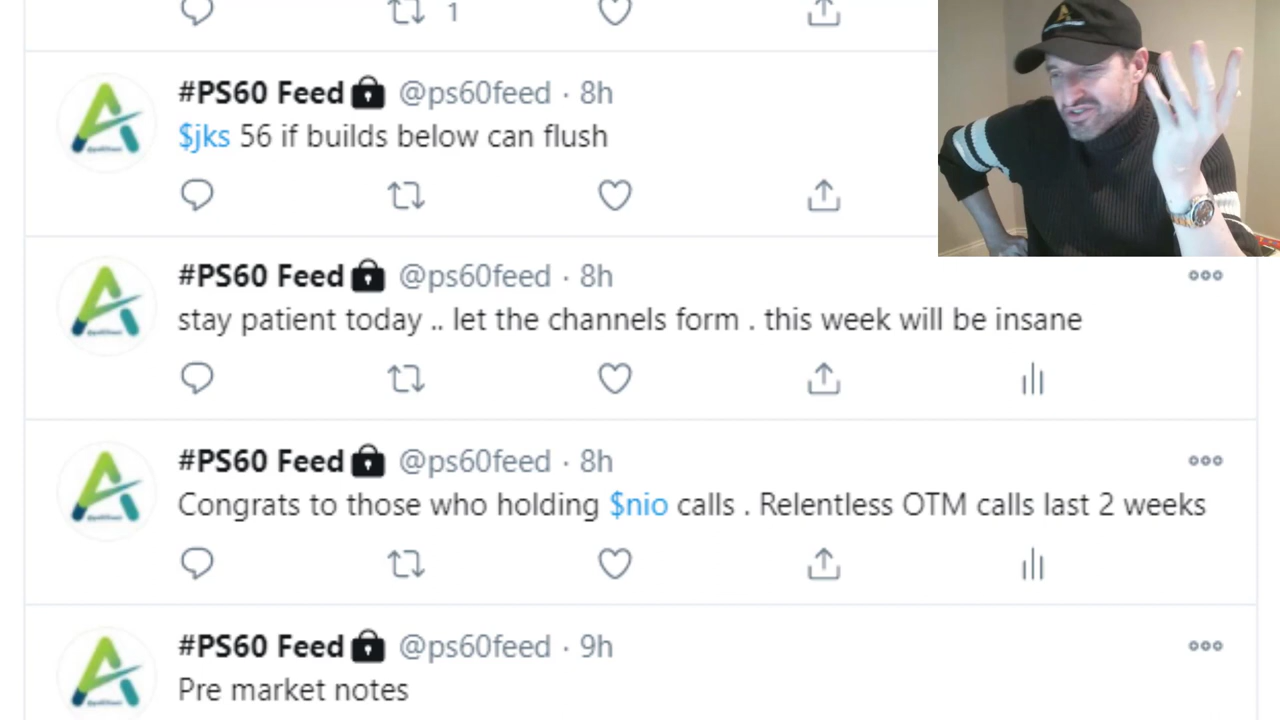 1
#PS60 Feed @ps60feed · 8h
$jks 56 if builds below can flush
#PS60 Feed @ps60feed · 8h
stay patient today .. let the channels form . this week will be insane
#PS60 Feed @ps60feed · 8h
Congrats to those who holding $nio calls . Relentless OTM calls last 2 weeks
#PS60 Feed @ps60feed · 9h
Pre market notes